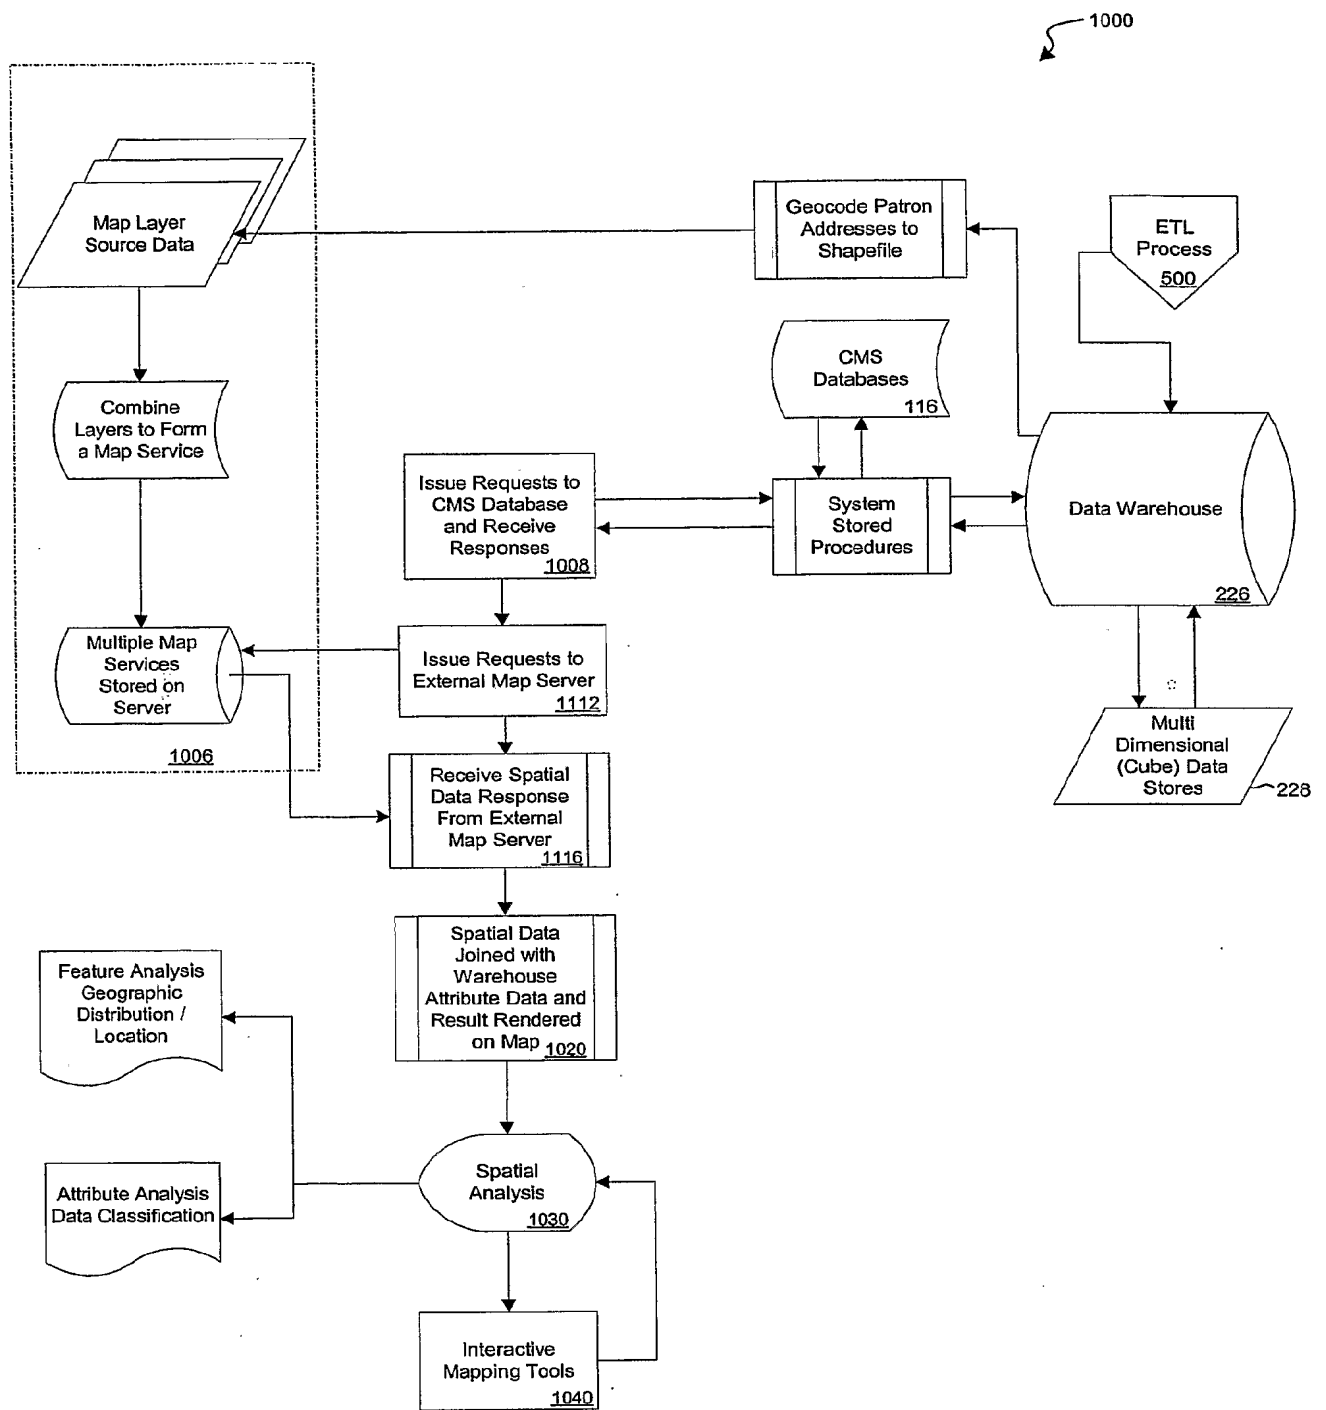 1000
Map Layer
Source Data
Geocode Patron
Addresses to
Shapefile
ETL
Process
500
CMS
Databases
116
Combine
Layers to Form
a Map Service
Issue Requests to
CMS Database
and Receive
Responses
1008
System
Stored
Procedures
Data Warehouse
226
Multiple Map
Services
Stored on
Server
1006
Issue Requests to
External Map Server
1112
Multi
Dimensional
(Cube) Data
Stores
228
Receive Spatial
Data Response
From External
Map Server
1116
Spatial Data
Joined with
Warehouse
Attribute Data and
Result Rendered
on Map
1020
Feature Analysis
Geographic
Distribution /
Location
Attribute Analysis
Data Classification
Spatial
Analysis
1030
Interactive
Mapping Tools
1040